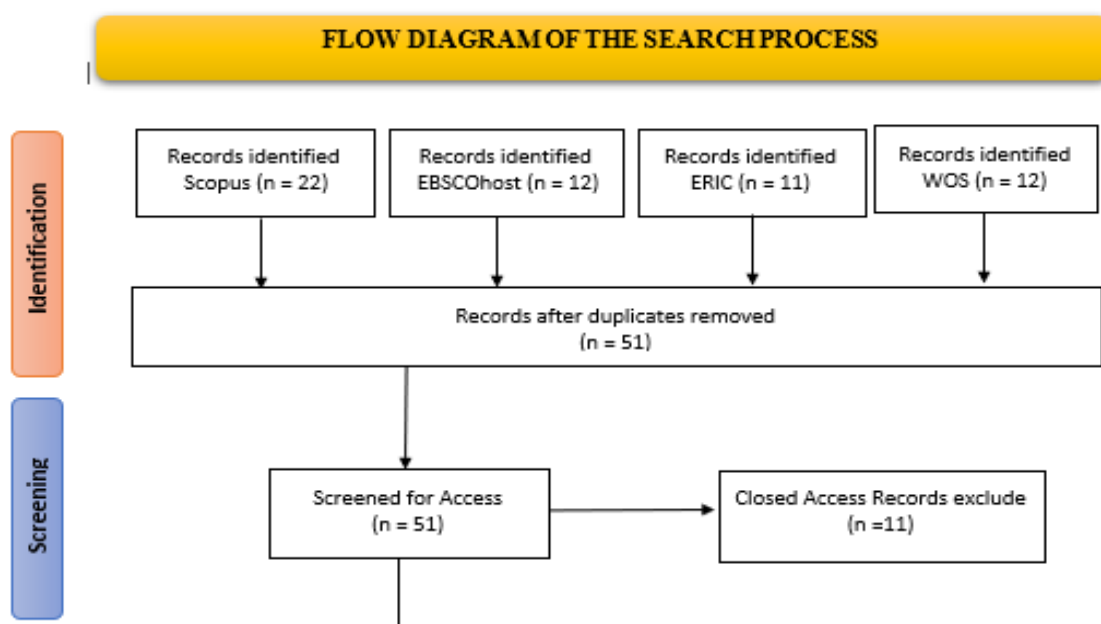 FLOW DIAGRAM OF THE SEARCH PROCESS
Identification
Records identified
Scopus (n = 22)
Records identified
EBSCOhost (n = 12)
Records identified
ERIC (n = 11)
Records identified
WOS (n = 12)
Records after duplicates removed
(n = 51)
Screening
Screened for Access
(n = 51)
Closed Access Records exclude
(n =11)